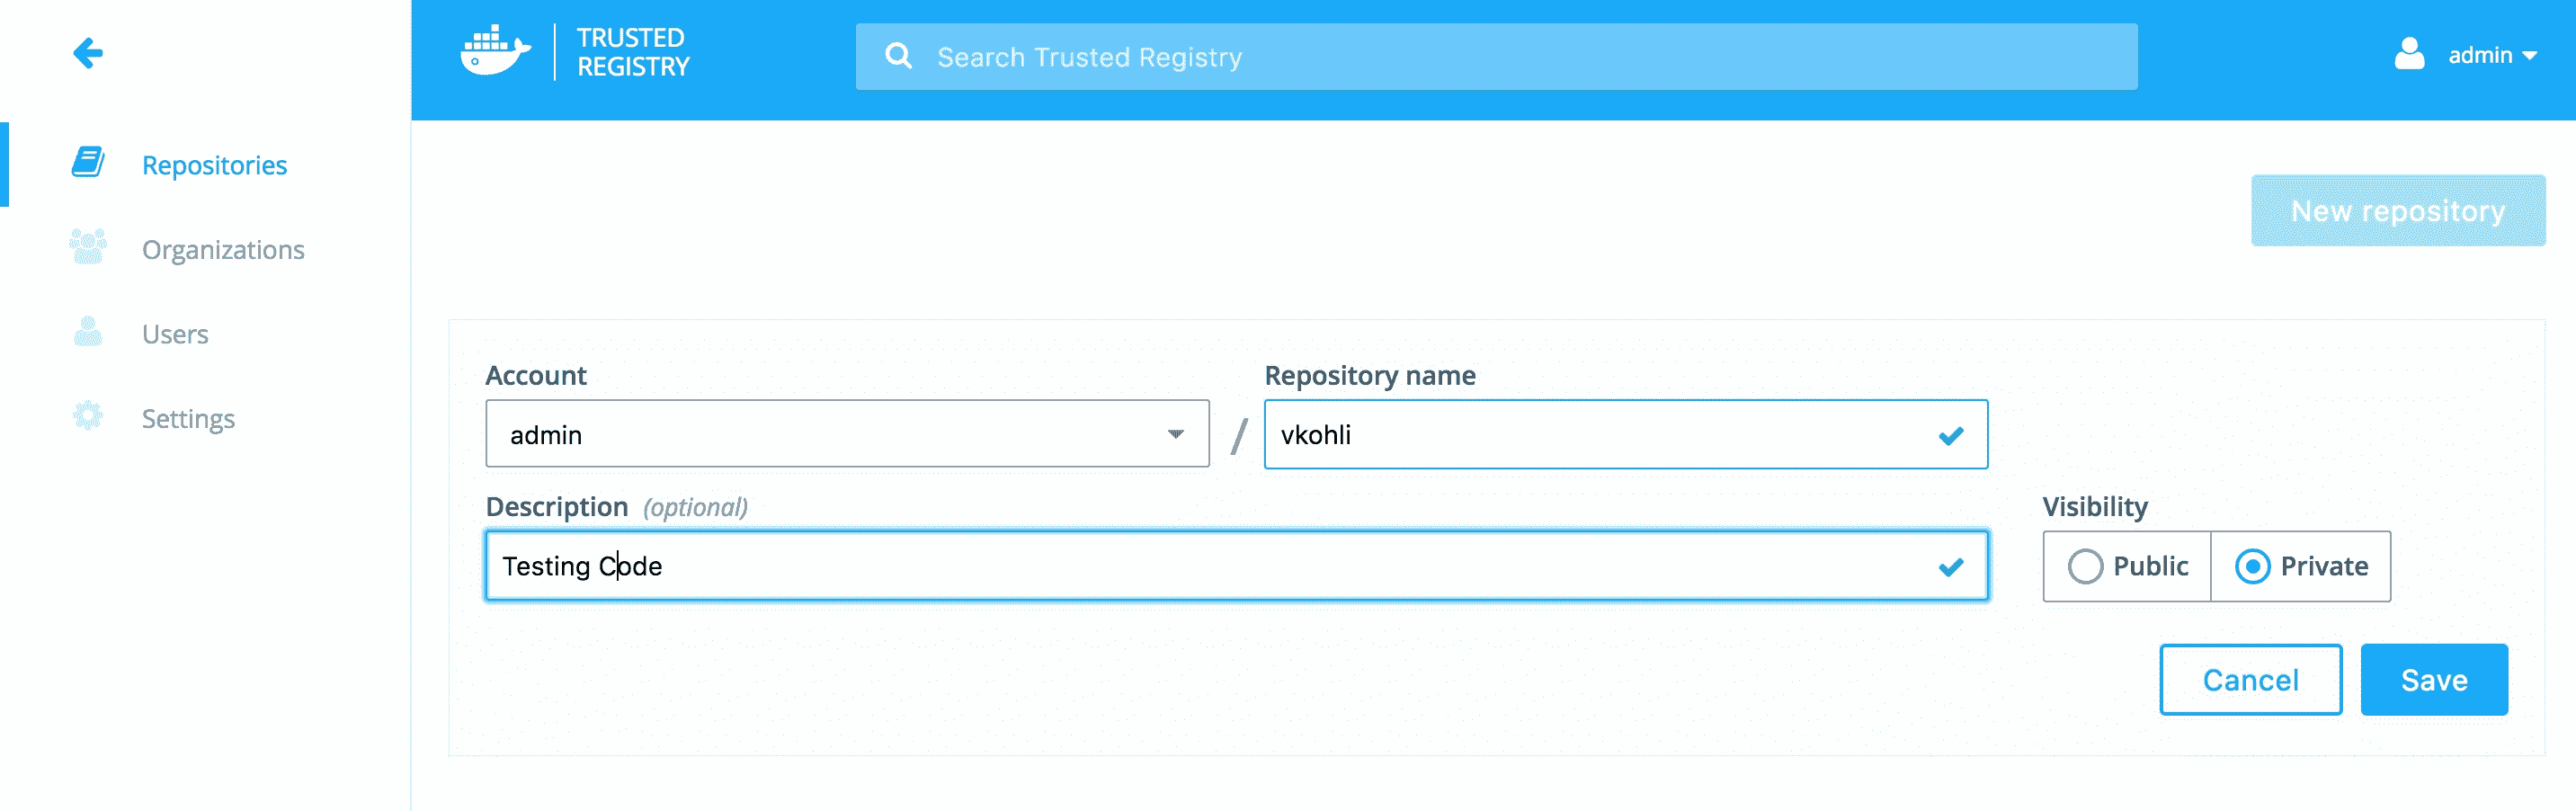 TRUSTED
REGISTRY
Search Trusted Registry
admin
Repositories
Organizations
Users
Settings
New repository
Account
Repository name
admin
/
vkohli
Description (optional)
Visibility
Testing Code
Public
Private
Cancel
Save